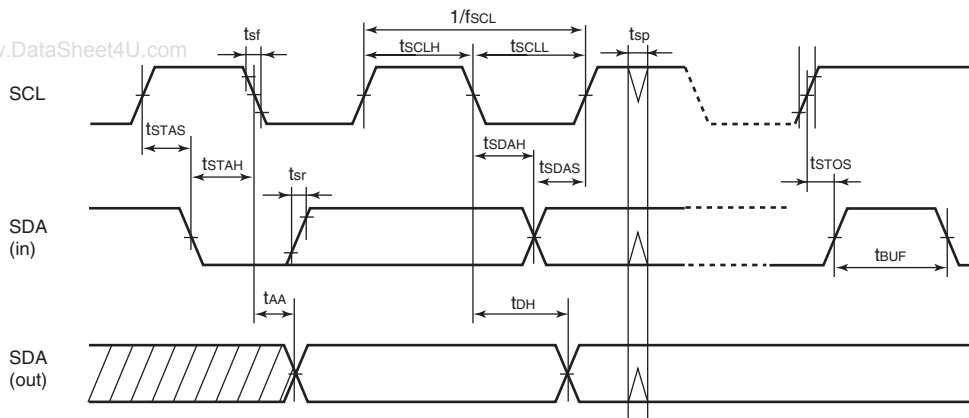 1/fSCL
tsf
tSCLH
tSCLL
tsp
w.DataSheet4U.com
SCL
tSTAS
tSTAH
tsr
tSDAH
tSDAS
tSTOS
SDA
(in)
tBUF
tAA
tDH
SDA
(out)